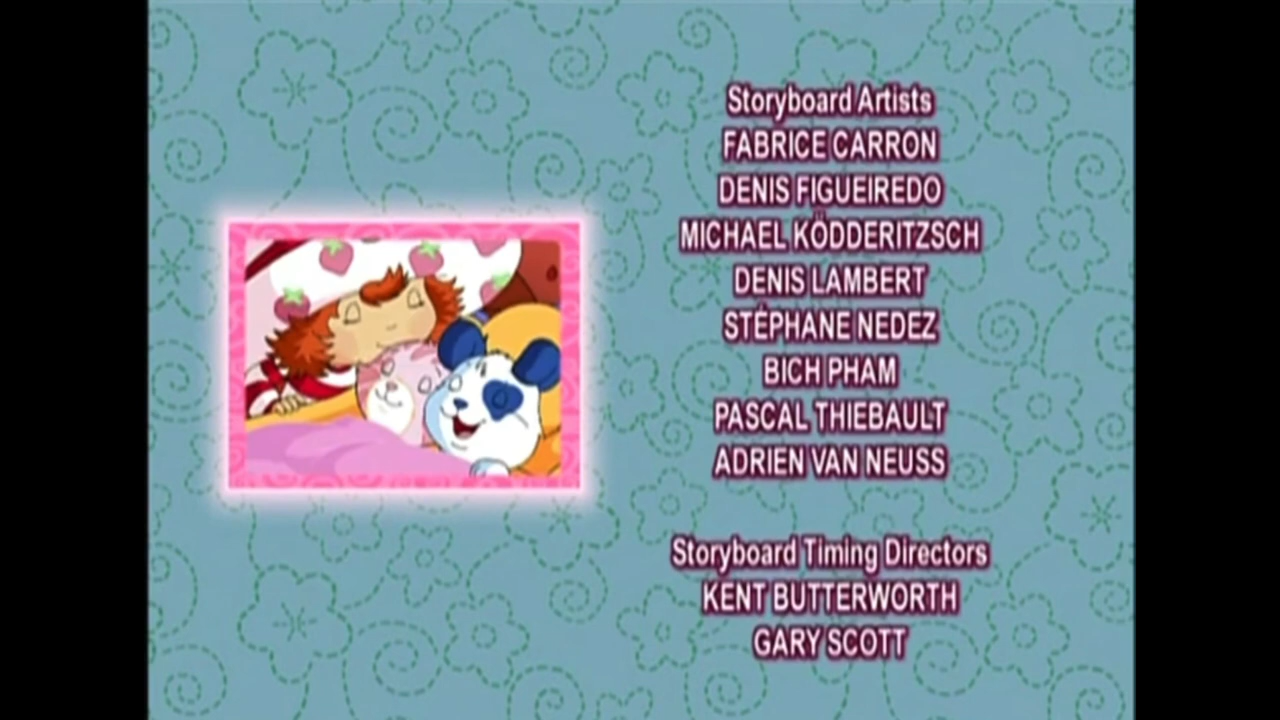 Storyboard Artists
FABRICE CARRON
DENIS FIGUEIREDO
MICHAEL KÖDDERITZSCH
DENIS LAMBERT
STÉPHANE NEDEZ
BICH PHAM
PASCAL THIEBAULT
ADRIEN VAN NEUSS
Storyboard Timing Directors
KENT BUTTERWORTH
GARY SCOTT